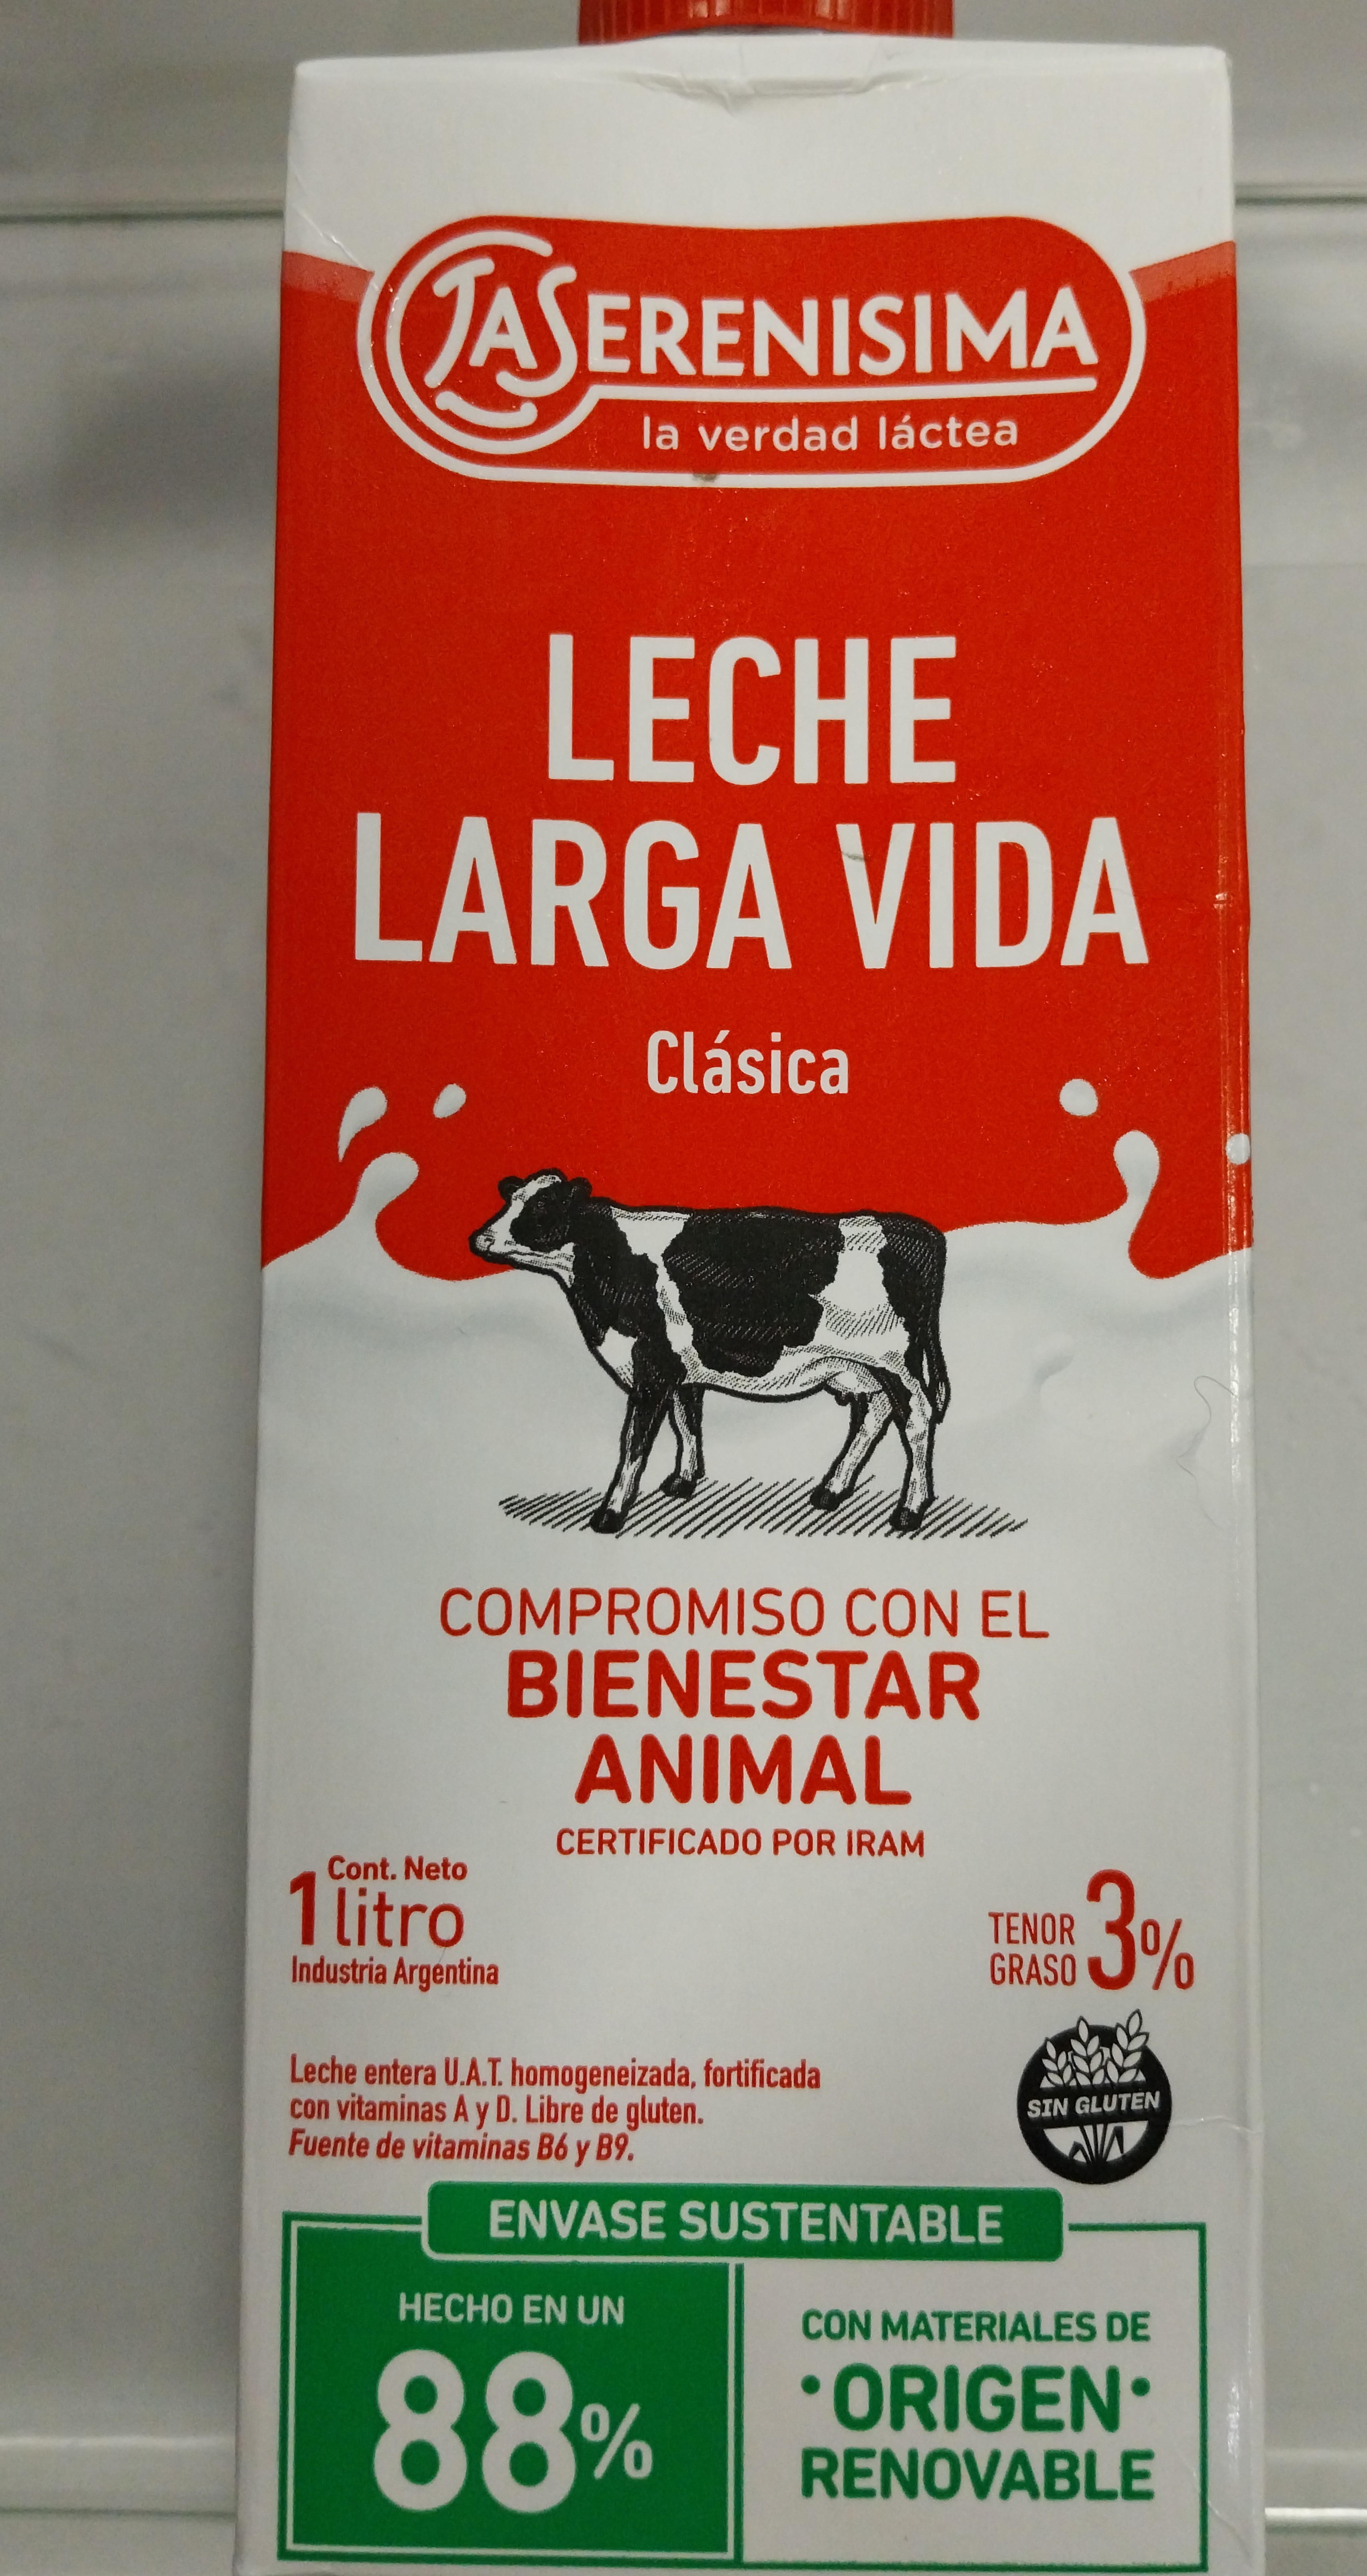 LA SERENISIMA
la verdad láctea
LECHE
LARGA VIDA
Clásica
COMPROMISO CON EL
BIENESTAR
ANIMAL
CERTIFICADO POR IRAM
Cont. Neto
1 litro
Industria Argentina
TENOR
GRASO 3%
Leche entera U.A.T. homogeneizada, fortificada
con vitaminas A y D. Libre de gluten.
Fuente de vitaminas B6 y B9.
SIN GLUTEN
ENVASE SUSTENTABLE
HECHO EN UN
88%
CON MATERIALES DE
·ORIGEN·
RENOVABLE